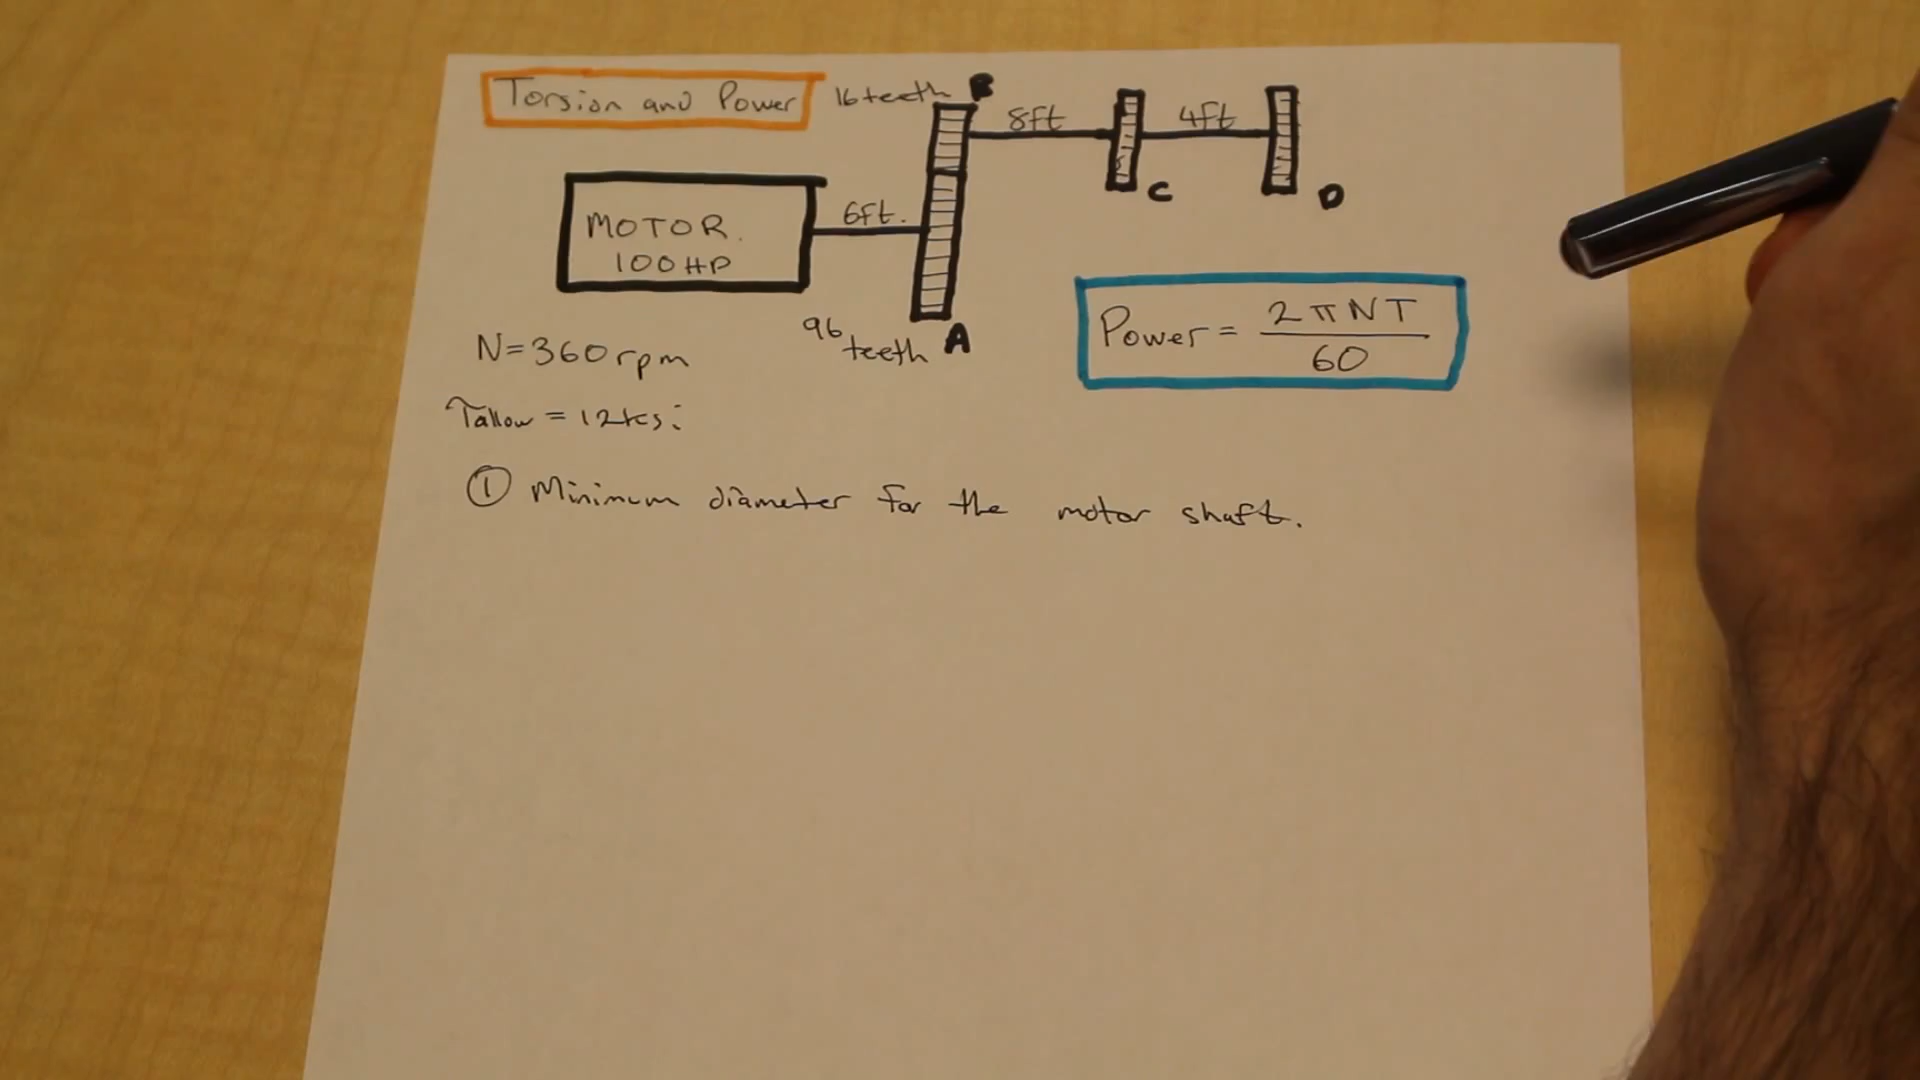 Torsion and Power
16 teeth B
8ft
4ft
C
D
MOTOR.
100HP
6ft.
96
teeth A
N=360rpm
τallow = 12ksi
Power = 2πNT
60
① Minimum diameter for the motor shaft.